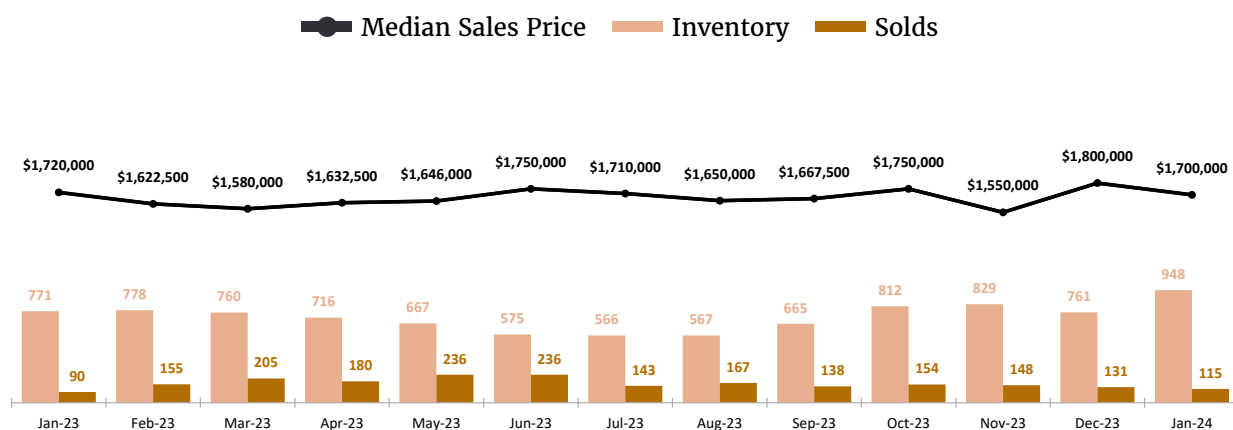 Median Sales Price Inventory Solds
$1,720,000 $1,622,500 $1,580,000 $1,632,500 $1,646,000 $1,750,000 $1,710,000 $1,650,000 $1,667,500 $1,750,000 $1,550,000 $1,800,000 $1,700,000
771 778 760 716 667 575 566 567 665 812 829 761 948
90 155 205 180 236 236 143 167 138 154 148 131 115
Jan-23 Feb-23 Mar-23 Apr-23 May-23 Jun-23 Jul-23 Aug-23 Sep-23 Oct-23 Nov-23 Dec-23 Jan-24